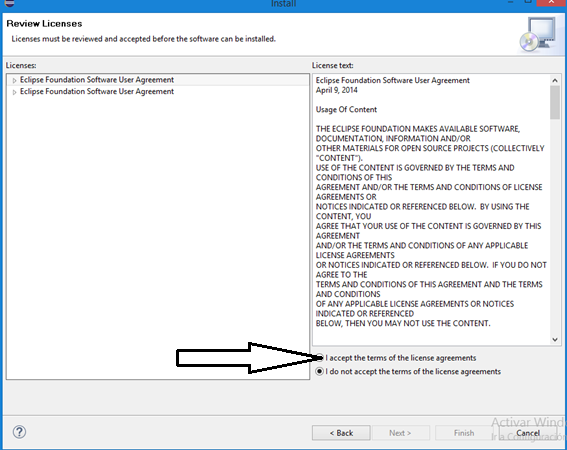 Install
Review Licenses
Licenses must be reviewed and accepted before the software can be installed.
Licenses:
Eclipse Foundation Software User Agreement
Eclipse Foundation Software User Agreement
License text:
Eclipse Foundation Software User Agreement
April 9, 2014
Usage Of Content
THE ECLIPSE FOUNDATION MAKES AVAILABLE SOFTWARE,
DOCUMENTATION, INFORMATION AND/OR
OTHER MATERIALS FOR OPEN SOURCE PROJECTS (COLLECTIVELY
"CONTENT").
USE OF THE CONTENT IS GOVERNED BY THE TERMS AND
CONDITIONS OF THIS
AGREEMENT AND/OR THE TERMS AND CONDITIONS OF LICENSE
AGREEMENTS OR
NOTICES INDICATED OR REFERENCED BELOW. BY USING THE
CONTENT, YOU
AGREE THAT YOUR USE OF THE CONTENT IS GOVERNED BY THIS
AGREEMENT
AND/OR THE TERMS AND CONDITIONS OF ANY APPLICABLE
LICENSE AGREEMENTS
OR NOTICES INDICATED OR REFERENCED BELOW. IF YOU DO NOT
AGREE TO THE
TERMS AND CONDITIONS OF THIS AGREEMENT AND THE TERMS
AND CONDITIONS
OF ANY APPLICABLE LICENSE AGREEMENTS OR NOTICES
INDICATED OR REFERENCED
BELOW, THEN YOU MAY NOT USE THE CONTENT.
I accept the terms of the license agreements
I do not accept the terms of the license agreements
Activar Wind
Ir a Configuración
? < Back Next > Finish Cancel